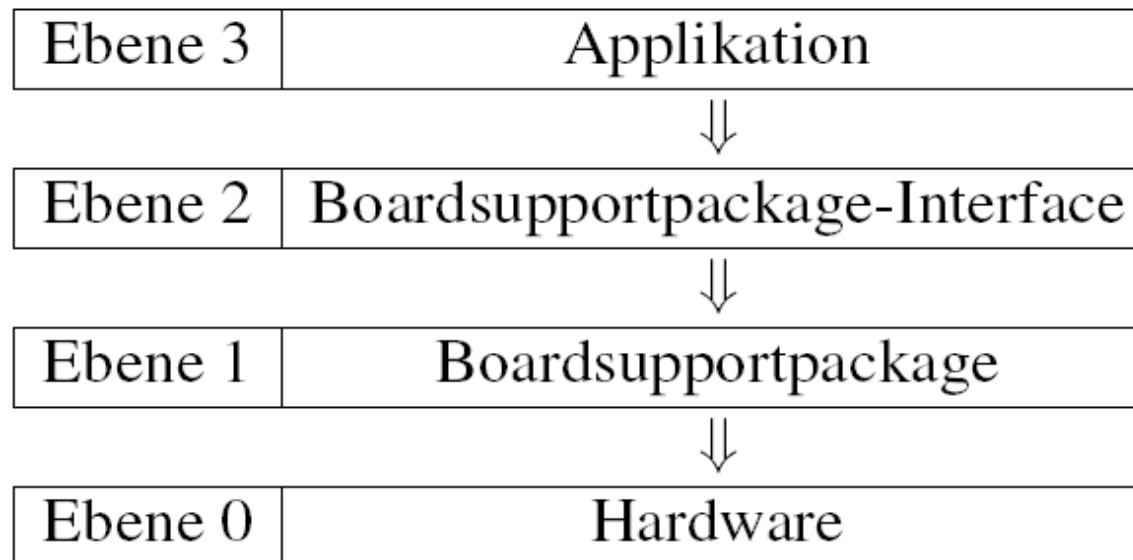 Ebene 3 Applikation
⇓
Ebene 2 Boardsupportpackage-Interface
⇓
Ebene 1 Boardsupportpackage
⇓
Ebene 0 Hardware